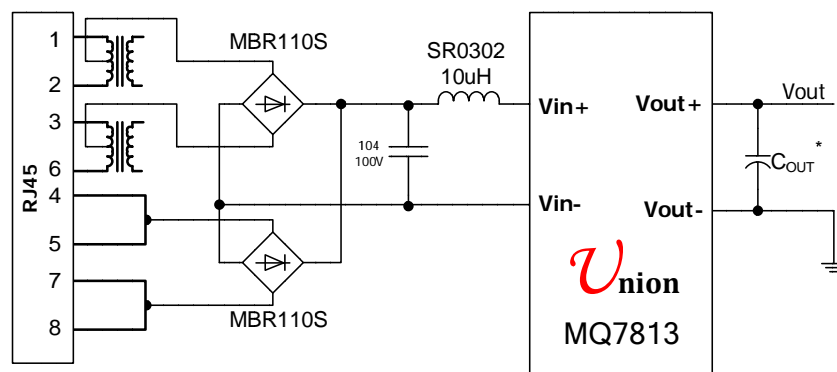 1
2
3
6
4
5
7
8
RJ45
MBR110S
MBR110S
104
100V
SR0302
10uH
Vin+
Vin-
Vout+
Vout-
Union
MQ7813
Vout
COUT*